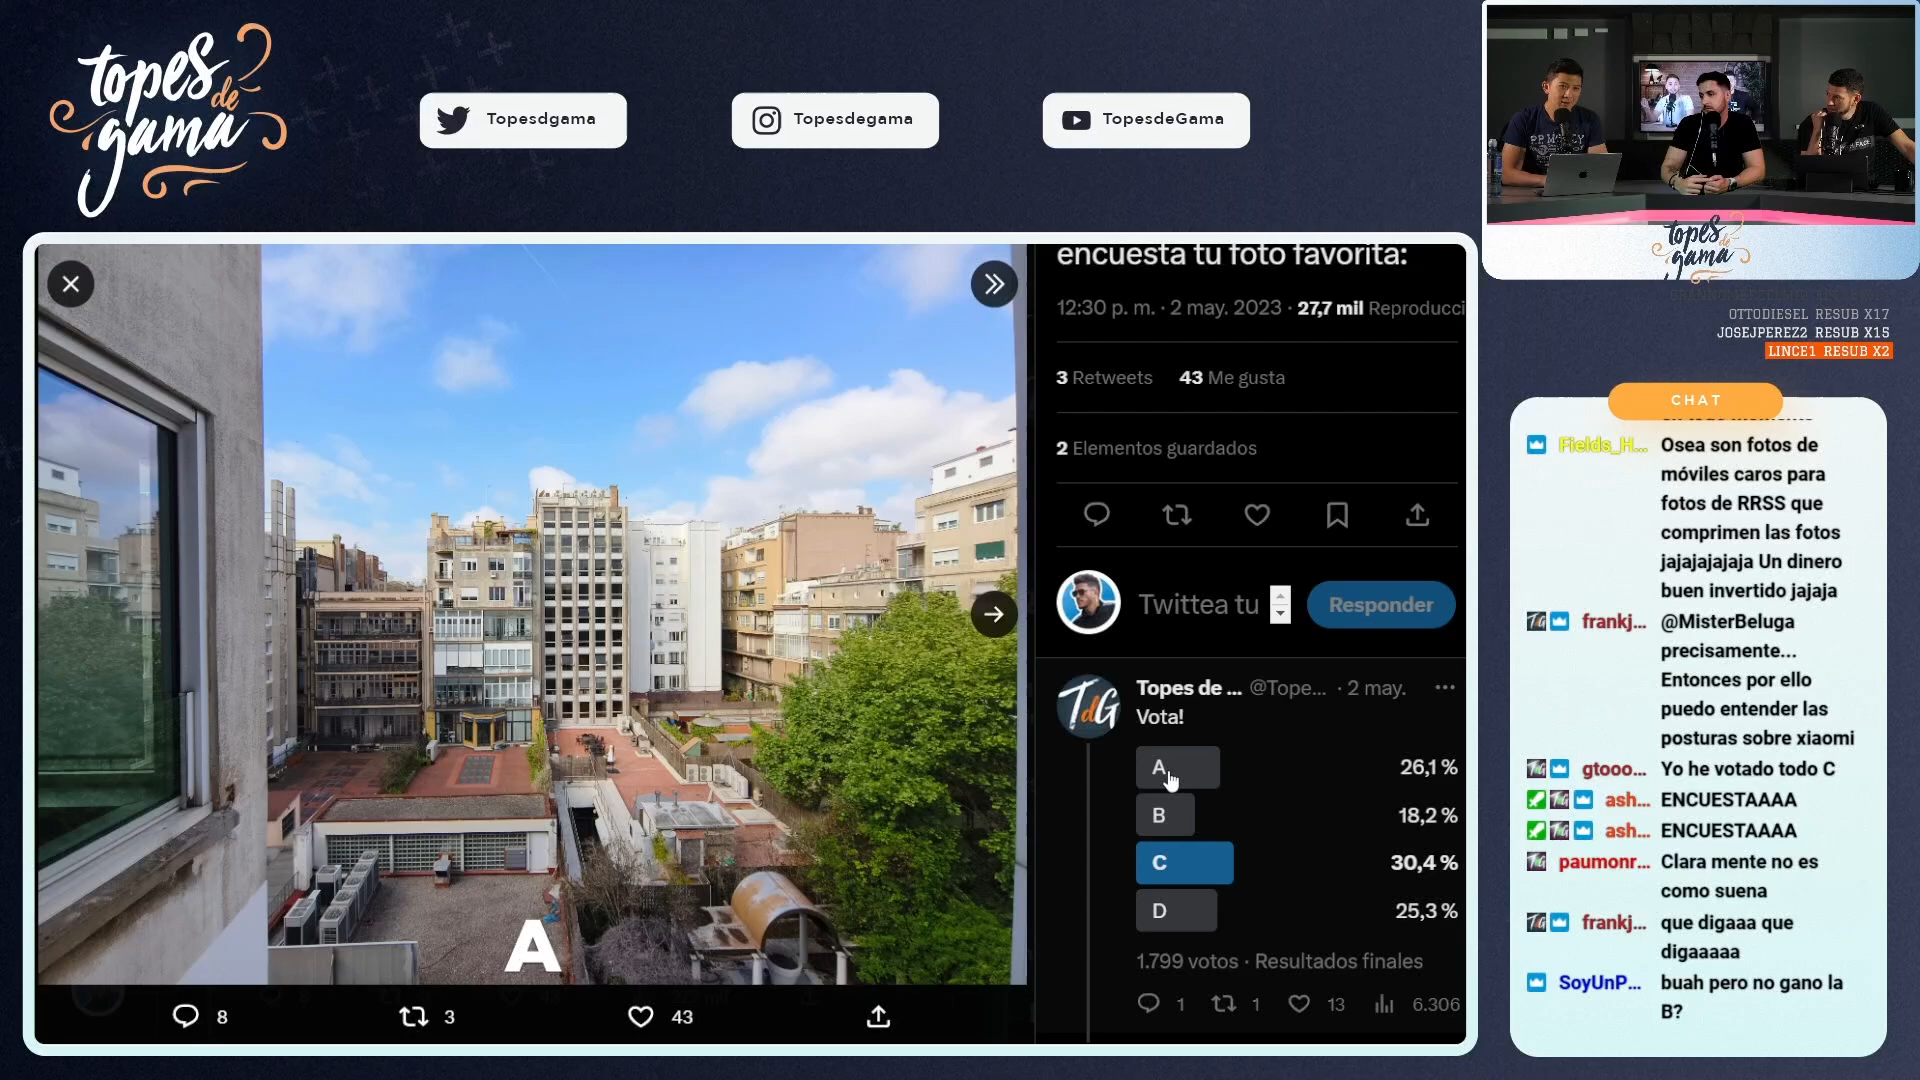 topes
de
gama
Topesdgama
Topesdegama
TopesdeGama
topes
de
gama
OTTODIESEL RESUB X17
JOSEJPEREZ2 RESUB X15
LINCE1 RESUB X2
encuesta tu foto favorita:
12:30 p. m. · 2 may. 2023 · 27,7 mil Reproducci
3 Retweets 43 Me gusta
2 Elementos guardados
Twittea tu
Responder
TdG
Topes de ... @Tope... · 2 may.
Vota!
A 26,1 %
B 18,2 %
C 30,4 %
D 25,3 %
1.799 votos · Resultados finales
1 1 13 6.306
A
8 3 43
CHAT
Fields_H... Osea son fotos de
móviles caros para
fotos de RRSS que
comprimen las fotos
jajajajajaja Un dinero
buen invertido jajaja
frankj... @MisterBeluga
precisamente...
Entonces por ello
puedo entender las
posturas sobre xiaomi
gtooo... Yo he votado todo C
ash... ENCUESTAAAA
ash... ENCUESTAAAA
paumonr... Clara mente no es
como suena
frankj... que digaaa que
digaaaaa
SoyUnP... buah pero no gano la
B?